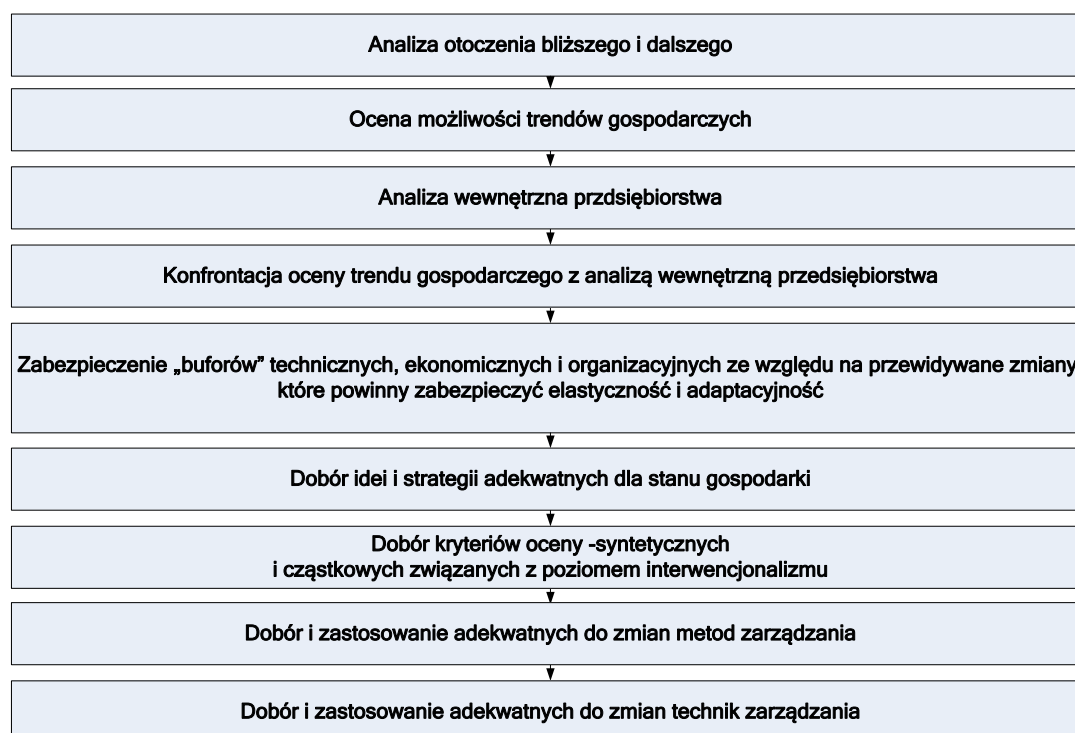 Analiza otoczenia bliższego i dalszego
Ocena możliwości trendów gospodarczych
Analiza wewnętrzna przdsiębiorstwa
Konfrontacja oceny trendu gospodarczego z analizą wewnętrzną przedsiębiorstwa
Zabezpieczenie „buforów” technicznych, ekonomicznych i organizacyjnych ze względu na przewidywane zmiany
które powinny zabezpieczyć elastyczność i adaptacyjność
Dobór idei i strategii adekwatnych dla stanu gospodarki
Dobór kryteriów oceny -syntetycznych
i cząstkowych związanych z poziomem interwencjonalizmu
Dobór i zastosowanie adekwatnych do zmian metod zarządzania
Dobór i zastosowanie adekwatnych do zmian technik zarządzania